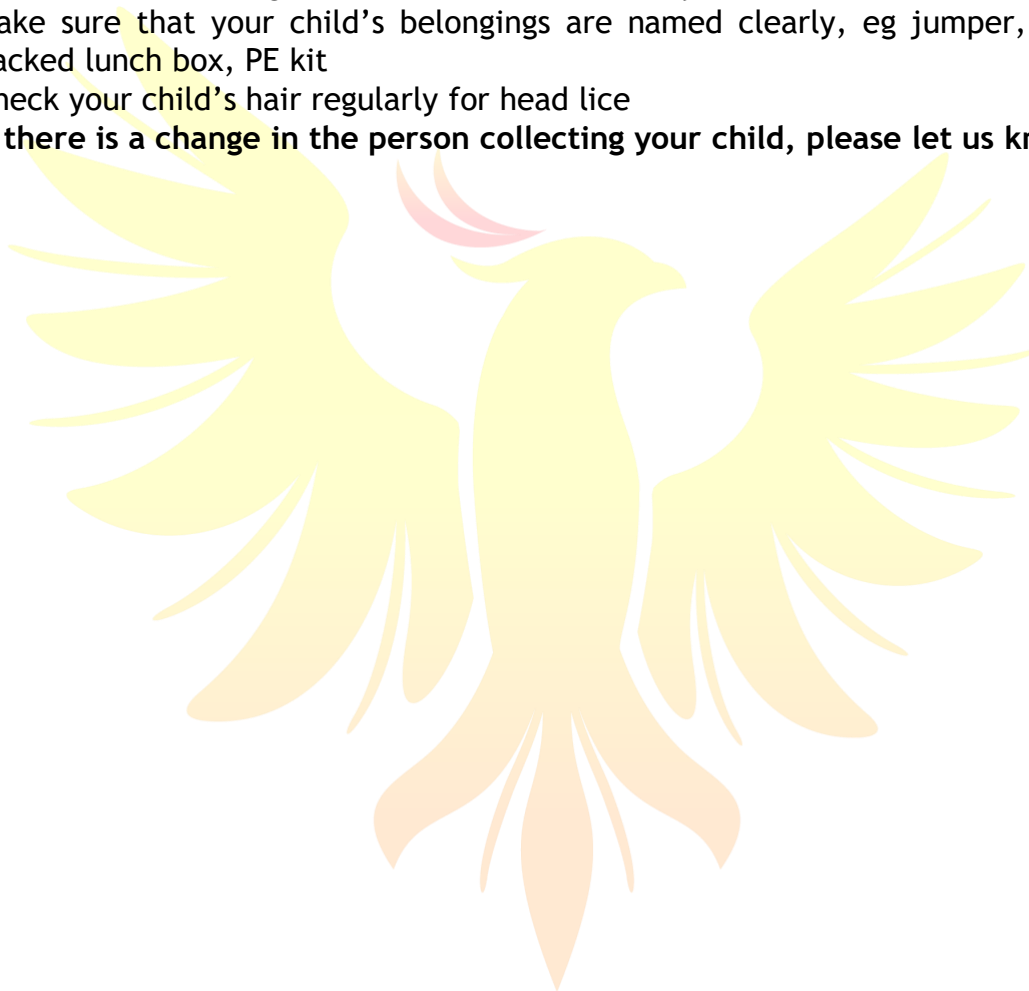 ake sure that your child’s belongings are named clearly, eg jumper,
acked lunch box, PE kit
heck your child’s hair regularly for head lice
there is a change in the person collecting your child, please let us kn